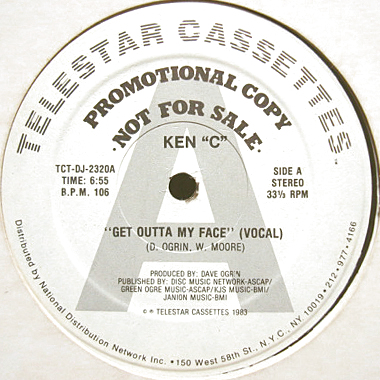 TELESTAR CASSETTES
PROMOTIONAL COPY
·NOT FOR SALE·
KEN "C"
TCT-DJ-2320A
TIME: 6:55
B.P.M. 106
SIDE A
STEREO
33⅓ RPM
"GET OUTTA MY FACE" (VOCAL)
(D. OGRIN, W. MOORE)
PRODUCED BY: DAVE OGRIN
PUBLISHED BY: DISC MUSIC NETWORK-ASCAP/
GREEN OGRE MUSIC-ASCAP/KJS MUSIC-BMI/
JANION MUSIC-BMI
© ℗ TELESTAR CASSETTES 1983
Distributed by National Distribution Network Inc. • 150 West 58th St., N.Y.C., NY 10019 • 212 • 977 • 4166